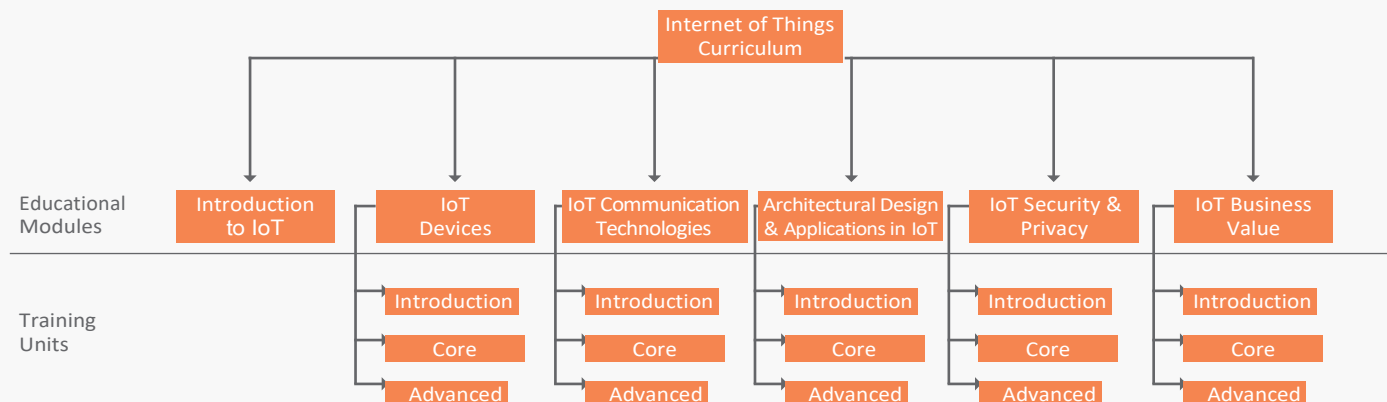 Internet of Things
Curriculum
Educational
Modules
Introduction
to IoT
IoT
Devices
IoT Communication
Technologies
Architectural Design
& Applications in IoT
IoT Security &
Privacy
IoT Business
Value
Training
Units
Introduction
Introduction
Introduction
Introduction
Introduction
Core
Core
Core
Core
Core
Advanced
Advanced
Advanced
Advanced
Advanced